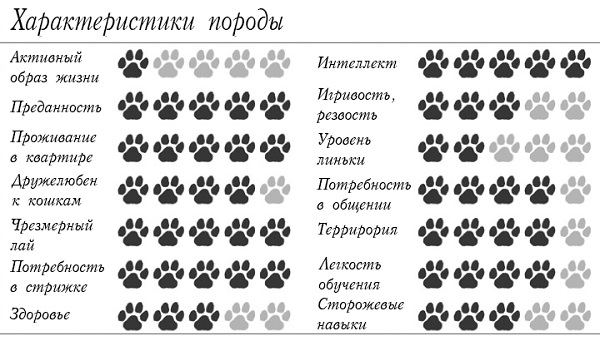 Характеристики породы
Активный
образ жизни
Преданность
Проживание
в квартире
Дружелюбен
к кошкам
Чрезмерный
лай
Потребность
в стрижке
Здоровье
Интеллект
Игривость,
резвость
Уровень
линьки
Потребность
в общении
Террирория
Легкость
обучения
Сторожевые
навыки